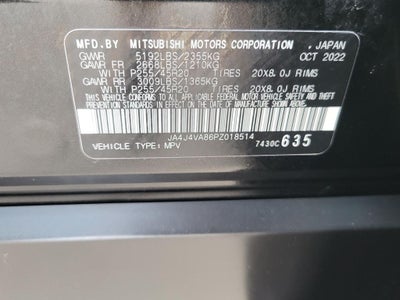 MFD.BY MITSUBISHI MOTORS CORPORATION, JAPAN
GVWR 5192LBS/2355KG OCT 2022
GAWR FR 2668LBS/1210KG
WITH P255/45R20 TIRES 20X8.0J RIMS
GAWR RR 3009LBS/1365KG
WITH P255/45R20 TIRES 20X8.0J RIMS
THIS VEHICLE CONFORMS TO ALL APPLICABLE FEDERAL
MOTOR VEHICLE SAFETY AND
THEFT PREVENTION STANDARDS IN EFFECT ON THE DATE OF
MANUFACTURE SHOWN ABOVE.
JA4J4VA86PZ018514
VEHICLE TYPE: MPV 7430C635